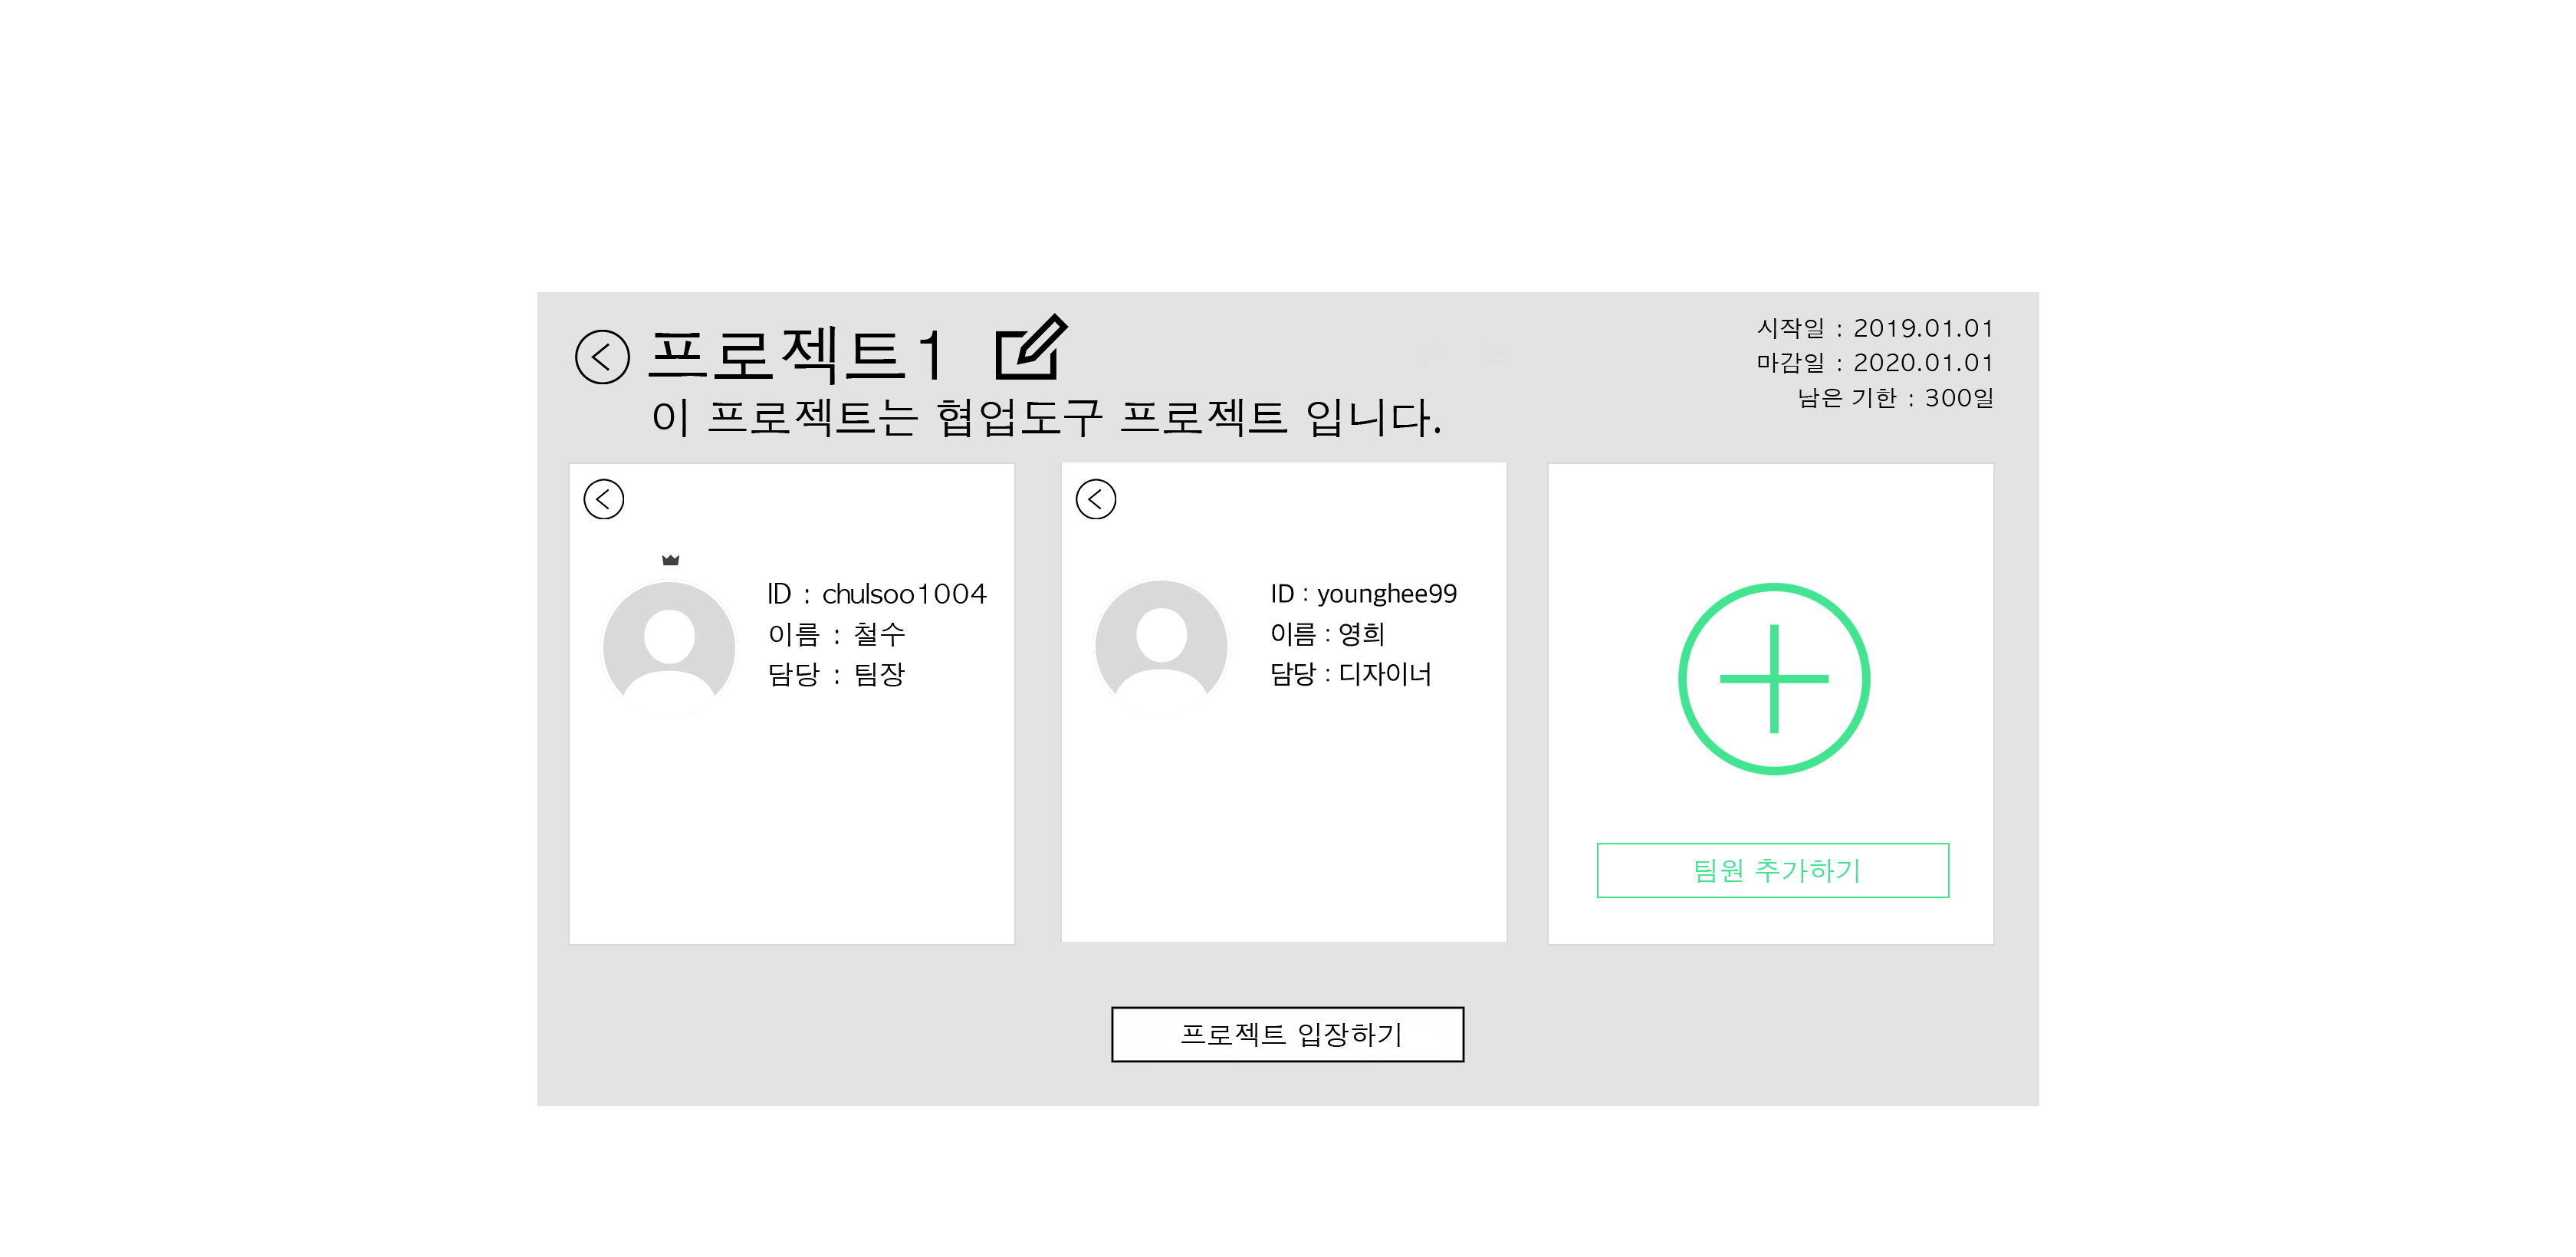 프로젝트1
이 프로젝트는 협업도구 프로젝트 입니다.
시작일 : 2019.01.01
마감일 : 2020.01.01
남은 기한 : 300일
ID : chulsoo1004
이름 : 철수
담당 : 팀장
ID : younghee99
이름 : 영희
담당 : 디자이너
팀원 추가하기
프로젝트 입장하기